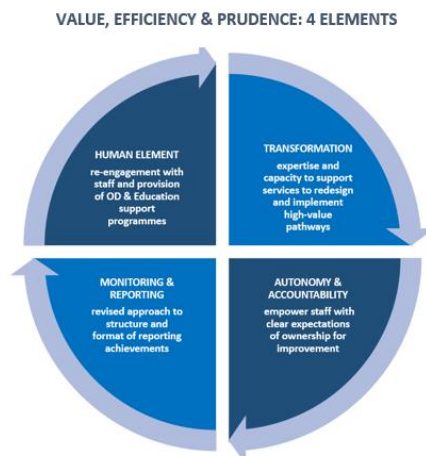 VALUE, EFFICIENCY & PRUDENCE: 4 ELEMENTS
HUMAN ELEMENT
re-engagement with
staff and provision
of OD & Education
support
programmes
TRANSFORMATION
expertise and
capacity to support
services to redesign
and implement
high-value
pathways
MONITORING &
REPORTING
revised approach to
structure and
format of reporting
achievements
AUTONOMY &
ACCOUNTABILITY
empower staff with
clear expectations
of ownership for
improvement